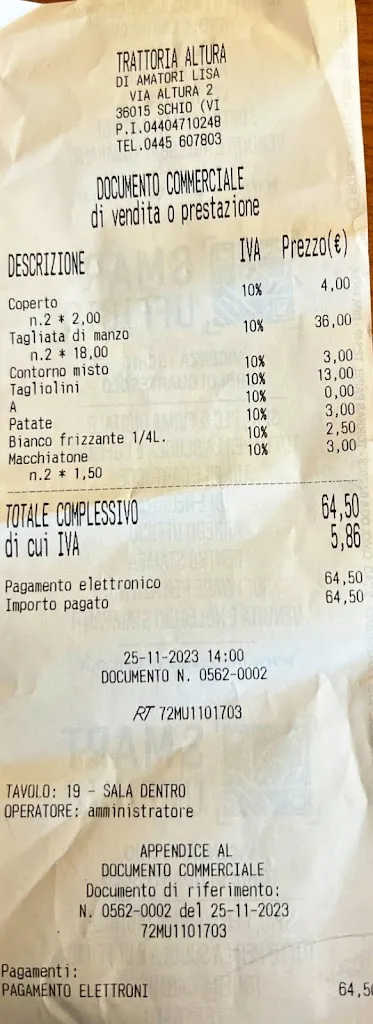 TRATTORIA ALTURA
DI AMATORI LISA
VIA ALTURA 2
36015 SCHIO (VI
P.I.04404710248
TEL.0445 607803
DOCUMENTO COMMERCIALE
di vendita o prestazione
DESCRIZIONE IVA Prezzo(€)
Coperto 10% 4,00
n.2 * 2,00
Tagliata di manzo 10% 36,00
n.2 * 18,00
Contorno misto 10% 3,00
Tagliolini 10% 13,00
A 10% 0,00
Patate 10% 3,00
Bianco frizzante 1/4L. 10% 2,50
Macchiatone 10% 3,00
n.2 * 1,50
TOTALE COMPLESSIVO 64,50
di cui IVA 5,86
Pagamento elettronico 64,50
Importo pagato 64,50
25-11-2023 14:00
DOCUMENTO N. 0562-0002
RT 72MU1101703
TAVOLO: 19 - SALA DENTRO
OPERATORE: amministratore
APPENDICE AL
DOCUMENTO COMMERCIALE
Documento di riferimento:
N. 0562-0002 del 25-11-2023
72MU1101703
Pagamenti:
PAGAMENTO ELETTRONI 64,50